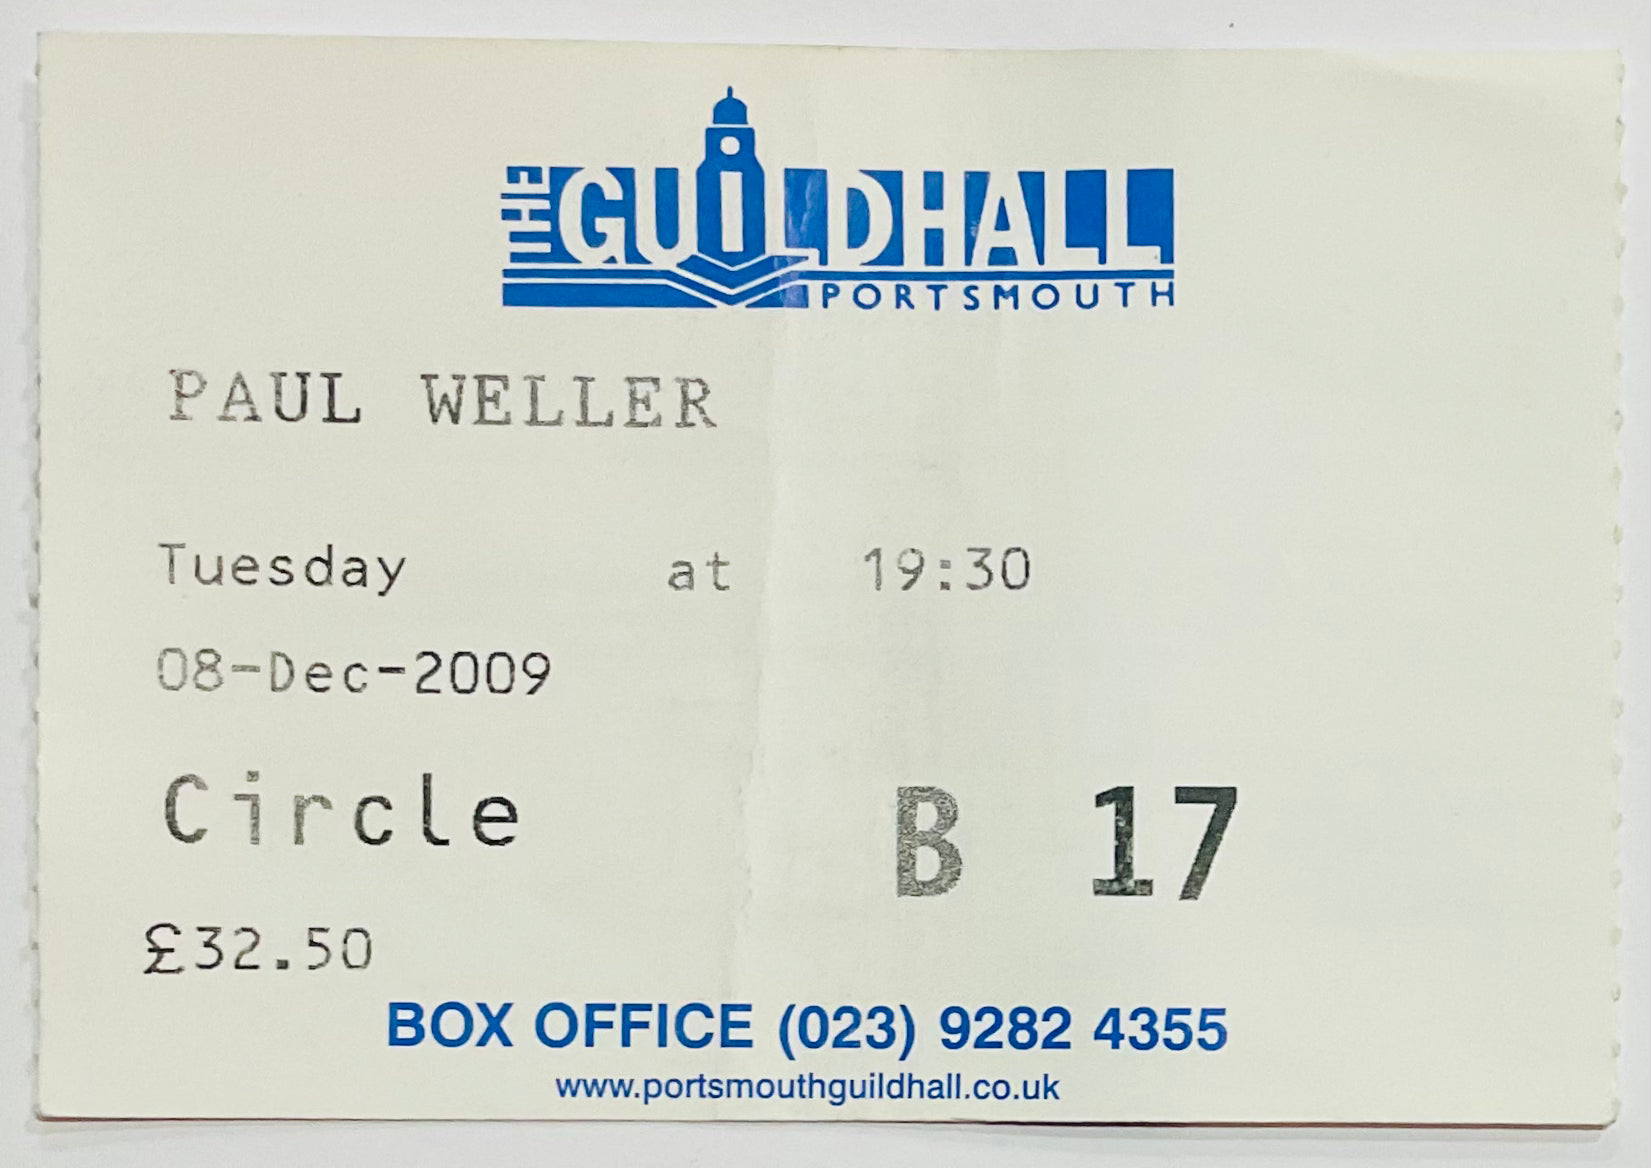 THE GUILDHALL
PORTSMOUTH
PAUL WELLER
Tuesday at 19:30
08-Dec-2009
Circle B 17
£32.50
BOX OFFICE (023) 9282 4355
www.portsmouthguildhall.co.uk